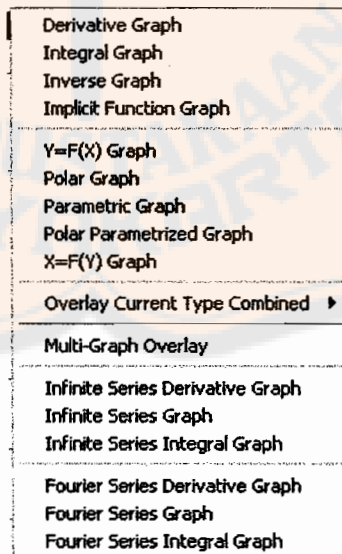 Derivative Graph
Integral Graph
Inverse Graph
Implicit Function Graph
Y=F(X) Graph
Polar Graph
Parametric Graph
Polar Parametrized Graph
X=F(Y) Graph
Overlay Current Type Combined
Multi-Graph Overlay
Infinite Series Derivative Graph
Infinite Series Graph
Infinite Series Integral Graph
Fourier Series Derivative Graph
Fourier Series Graph
Fourier Series Integral Graph